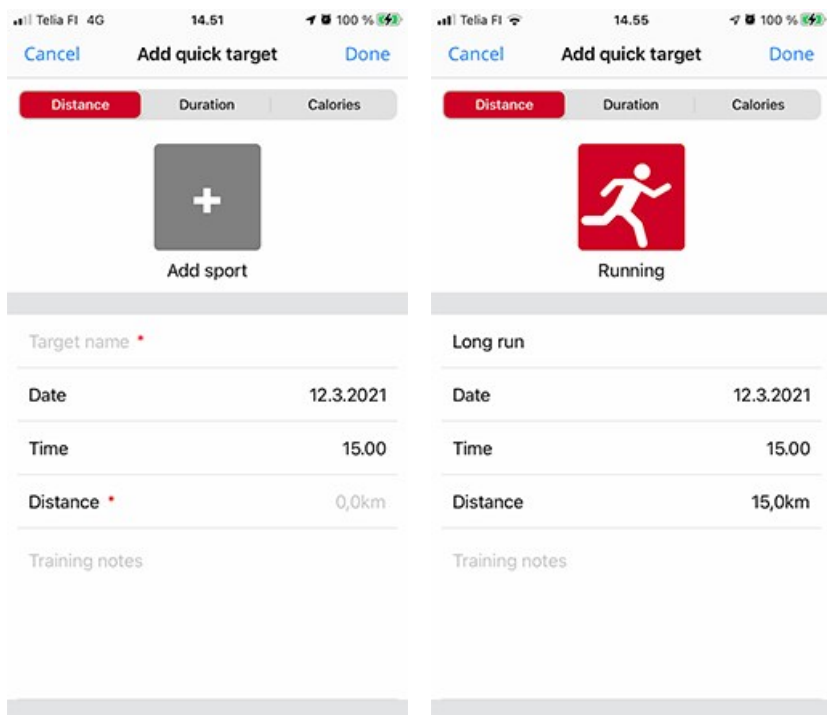 Telia FI 4G 14.51 100 %
Cancel Add quick target Done
Distance Duration Calories
+
Add sport
Target name *
Date 12.3.2021
Time 15.00
Distance * 0,0km
Training notes
Telia FI 14.55 100 %
Cancel Add quick target Done
Distance Duration Calories
Running
Long run
Date 12.3.2021
Time 15.00
Distance 15,0km
Training notes